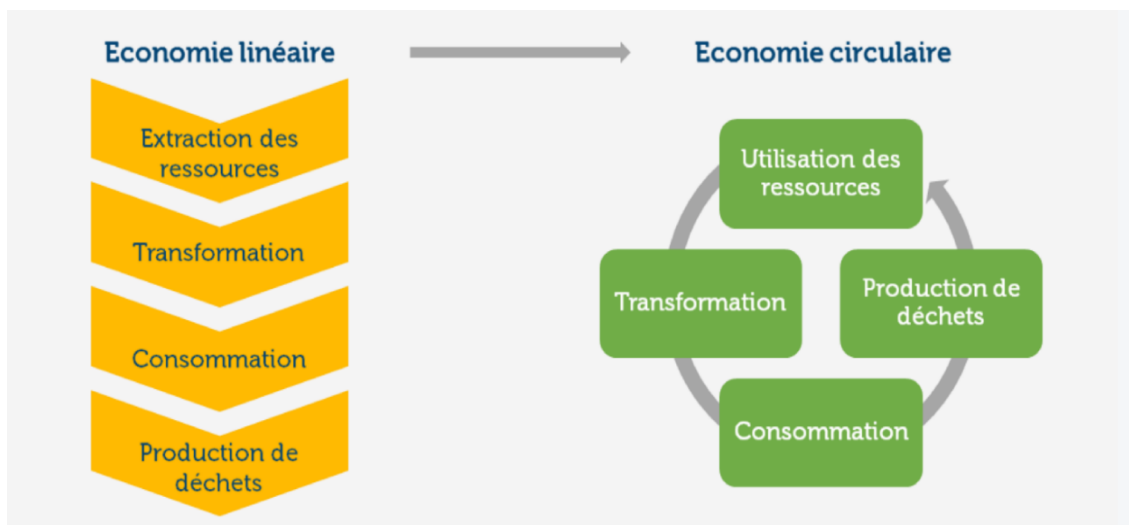 Economie linéaire
Extraction des
ressources
Transformation
Consommation
Production de
déchets
Economie circulaire
Utilisation des
ressources
Transformation
Production de
déchets
Consommation